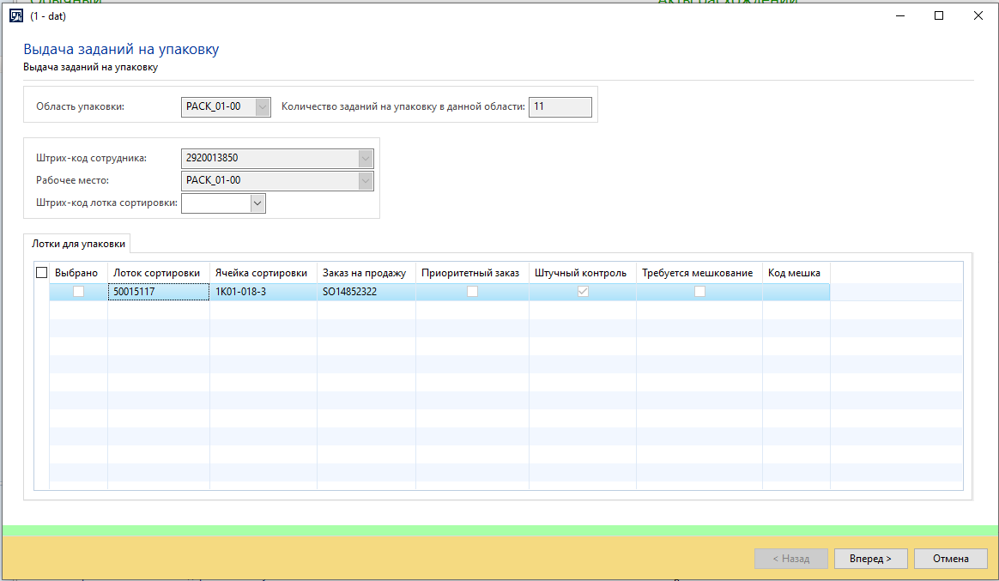 Обычный
Акты расхождений
(1 - dat)
Выдача заданий на упаковку
Выдача заданий на упаковку
Область упаковки: PACK_01-00 Количество заданий на упаковку в данной области: 11
Штрих-код сотрудника: 2920013850
Рабочее место: PACK_01-00
Штрих-код лотка сортировки:
Лотки для упаковки
Выбрано Лоток сортировки Ячейка сортировки Заказ на продажу Приоритетный заказ Штучный контроль Требуется мешкование Код мешка
50015117 1K01-018-3 SO14852322
< Назад Вперед > Отмена